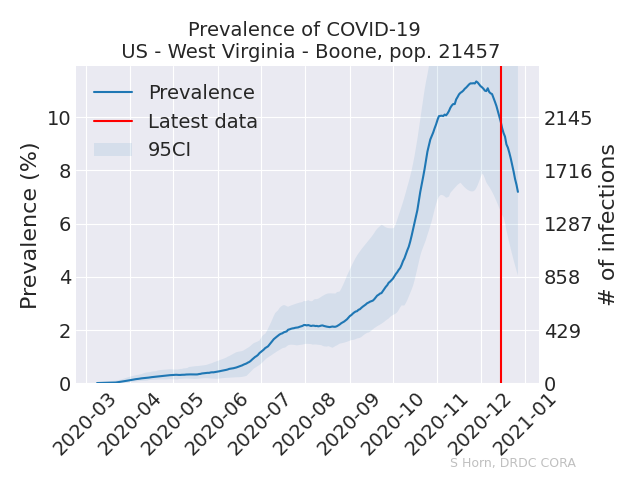 Prevalence of COVID-19
US - West Virginia - Boone, pop. 21457
Prevalence
Latest data
95CI
Prevalence (%)
10
8
6
4
2
0
2145
1716
1287
858
429
0
# of infections
2020-03
2020-04
2020-05
2020-06
2020-07
2020-08
2020-09
2020-10
2020-11
2020-12
2021-01
S Horn, DRDC CORA